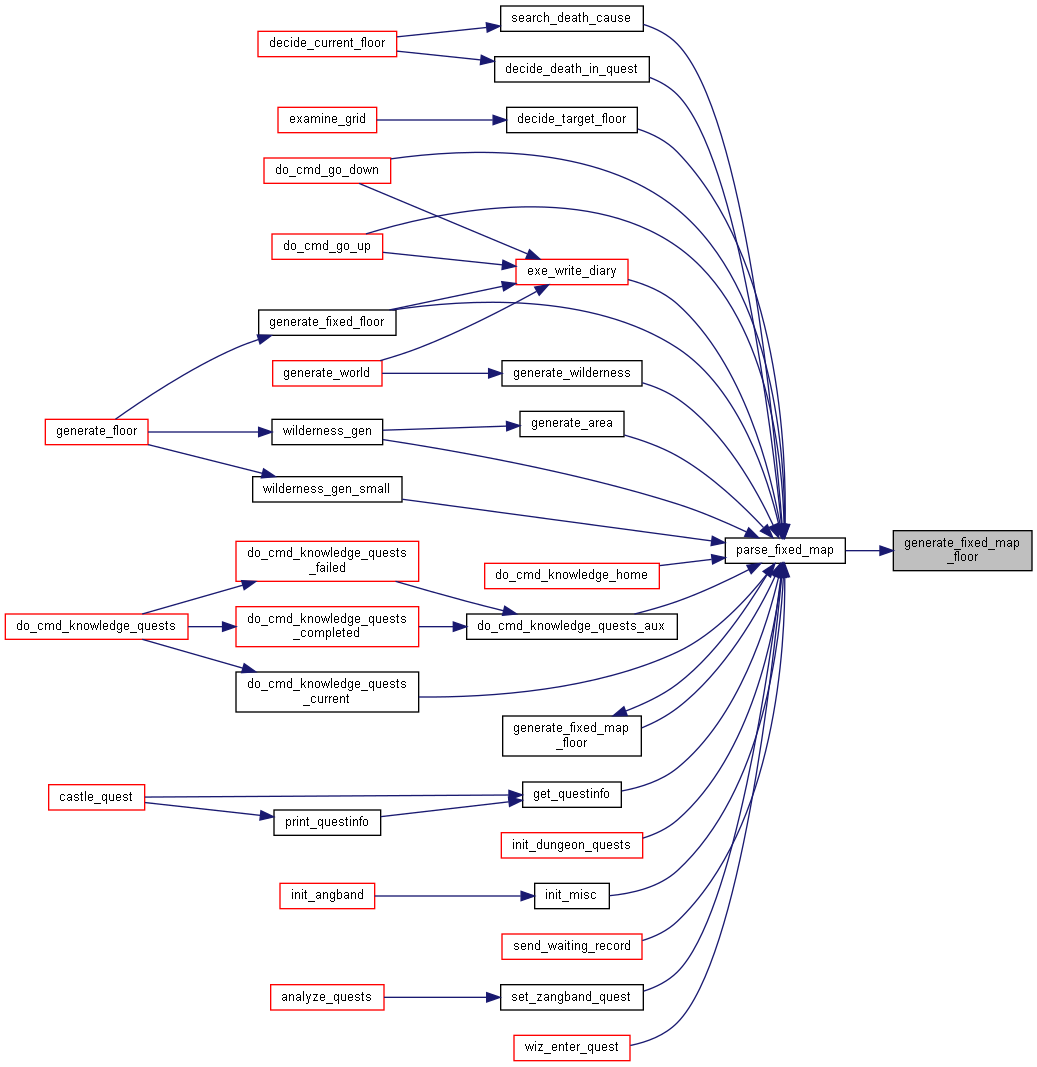 search_death_cause
decide_current_floor
decide_death_in_quest
examine_grid
decide_target_floor
do_cmd_go_down
do_cmd_go_up
exe_write_diary
generate_fixed_floor
generate_world
generate_wilderness
generate_floor
wilderness_gen
generate_area
wilderness_gen_small
parse_fixed_map
generate_fixed_map
_floor
do_cmd_knowledge_quests
_failed
do_cmd_knowledge_home
do_cmd_knowledge_quests
do_cmd_knowledge_quests
_completed
do_cmd_knowledge_quests_aux
do_cmd_knowledge_quests
_current
generate_fixed_map
_floor
castle_quest
get_questinfo
print_questinfo
init_dungeon_quests
init_angband
init_misc
send_waiting_record
analyze_quests
set_zangband_quest
wiz_enter_quest